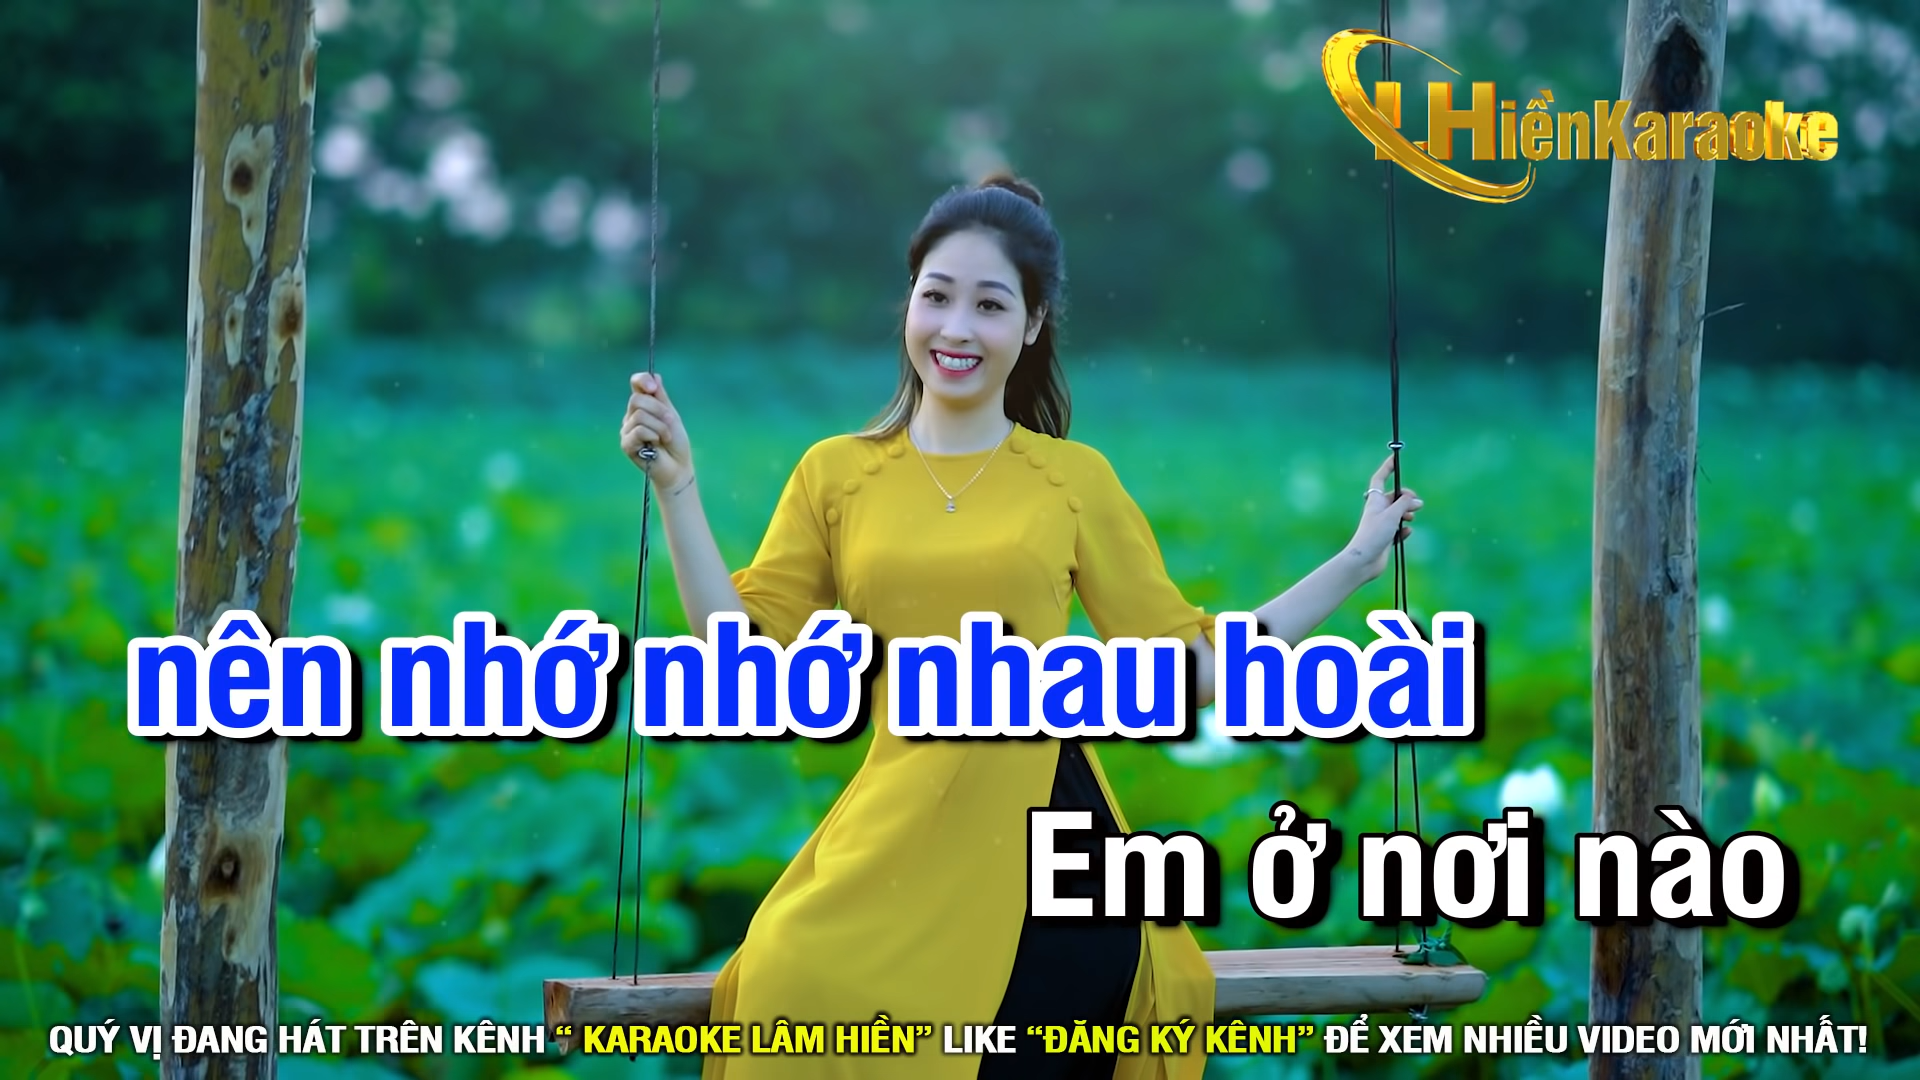 LHiềnKaraoke
nên nhớ nhớ nhau hoài
Em ở nơi nào
QUÝ VỊ ĐANG HÁT TRÊN KÊNH “ KARAOKE LÂM HIỀN” LIKE “ĐĂNG KÝ KÊNH” ĐỂ XEM NHIỀU VIDEO MỚI NHẤT!